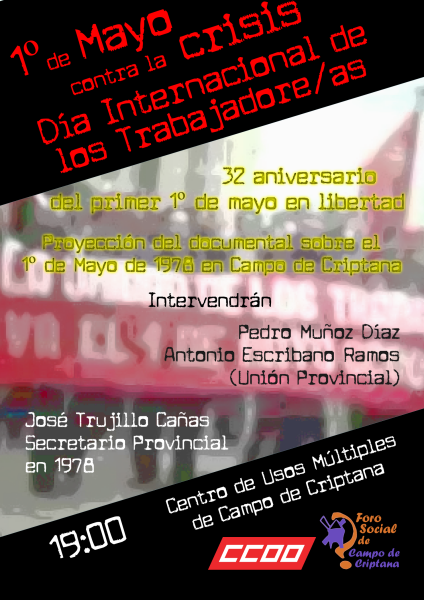 1º de Mayo
contra la crisis
Día Internacional de
los Trabajadore/as
32 aniversario
del primer 1º de mayo en libertad
Proyección del documental sobre el
1º de Mayo de 1978 en Campo de Criptana
Intervendrán
Pedro Muñoz Díaz
Antonio Escribano Ramos
(Unión Provincial)
José Trujillo Cañas
Secretario Provincial
en 1978
Centro de Usos Múltiples
de Campo de Criptana
19:00
CCOO
Foro
Social
de
Campo de
Criptana